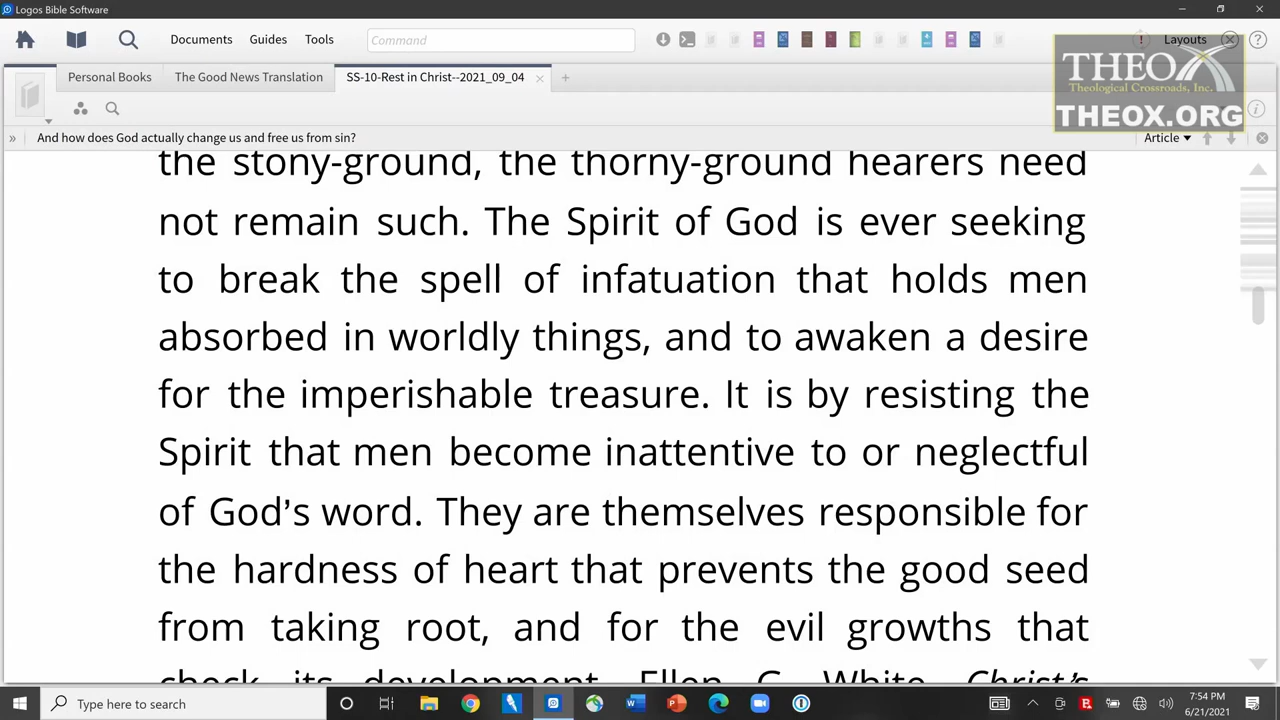 Logos Bible Software
Documents Guides Tools Command Layouts
THEOX
Theological Crossroads, Inc.
THEOX.ORG
Personal Books The Good News Translation SS-10-Rest in Christ--2021_09_04
And how does God actually change us and free us from sin? Article
the stony-ground, the thorny-ground hearers need
not remain such. The Spirit of God is ever seeking
to break the spell of infatuation that holds men
absorbed in worldly things, and to awaken a desire
for the imperishable treasure. It is by resisting the
Spirit that men become inattentive to or neglectful
of God’s word. They are themselves responsible for
the hardness of heart that prevents the good seed
from taking root, and for the evil growths that
check its development. Ellen G. White, Christ’s
Type here to search
7:54 PM
6/21/2021